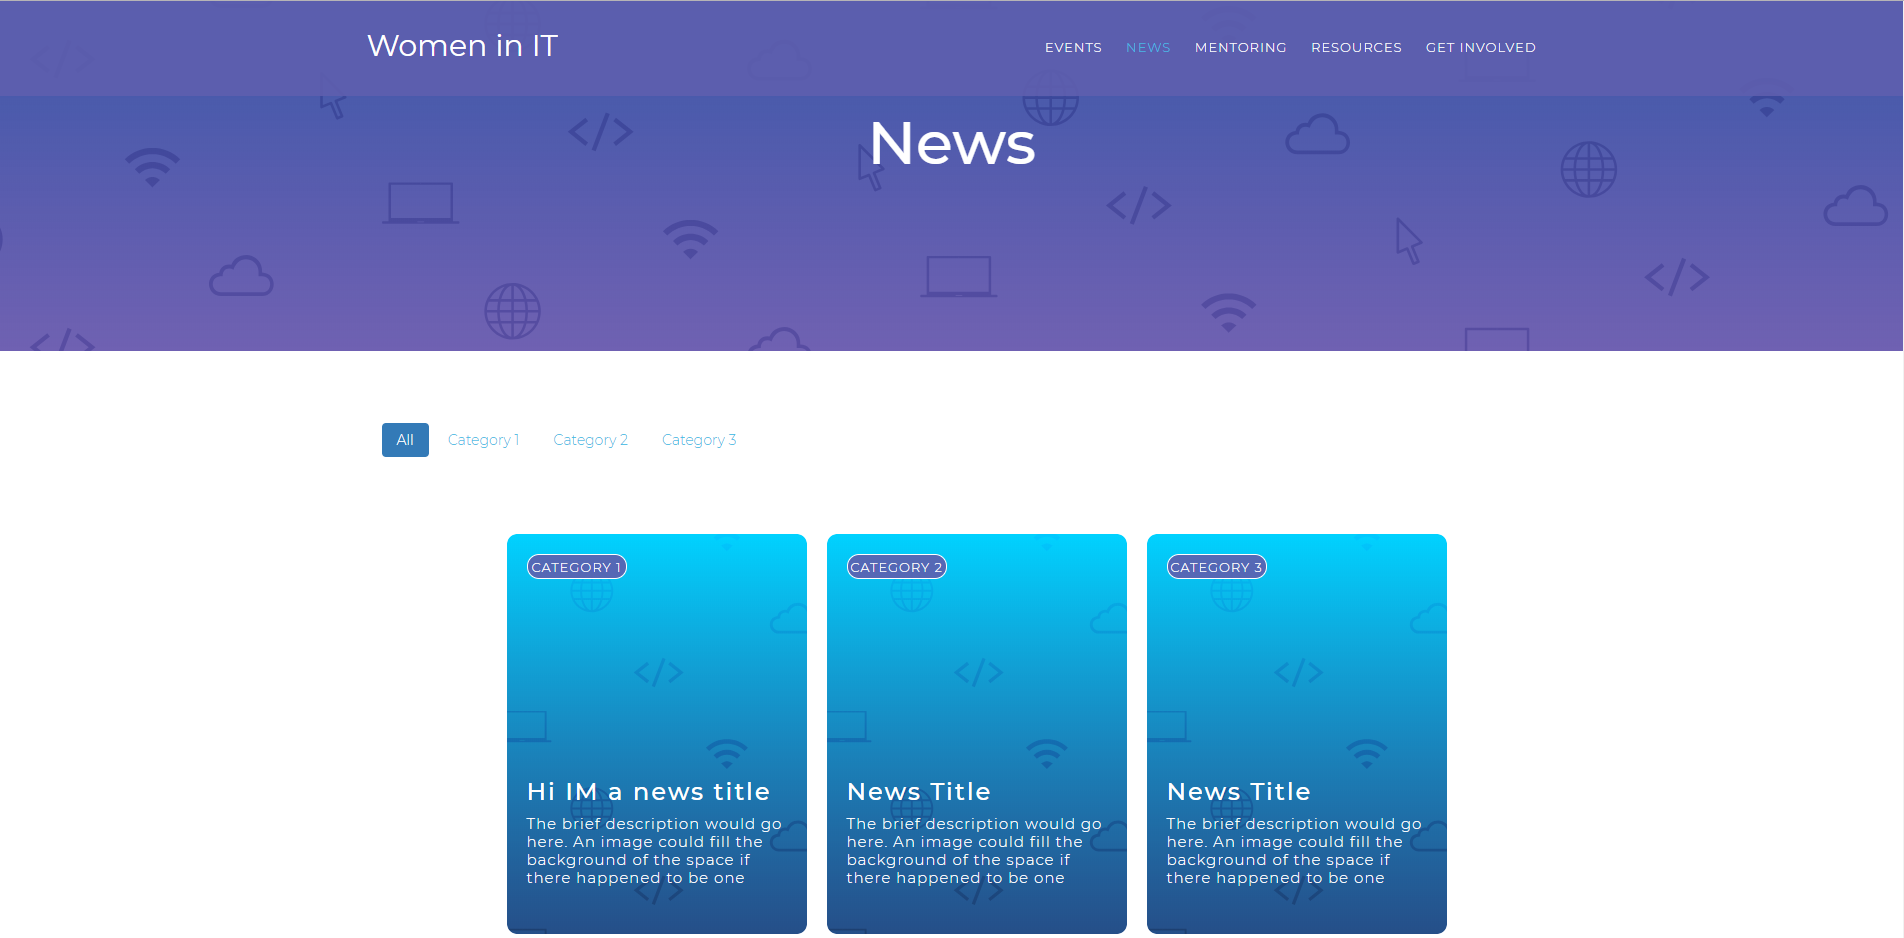 Women in IT
EVENTS NEWS MENTORING RESOURCES GET INVOLVED
News
All Category 1 Category 2 Category 3
CATEGORY 1
Hi IM a news title
The brief description would go
here. An image could fill the
background of the space if
there happened to be one
CATEGORY 2
News Title
The brief description would go
here. An image could fill the
background of the space if
there happened to be one
CATEGORY 3
News Title
The brief description would go
here. An image could fill the
background of the space if
there happened to be one